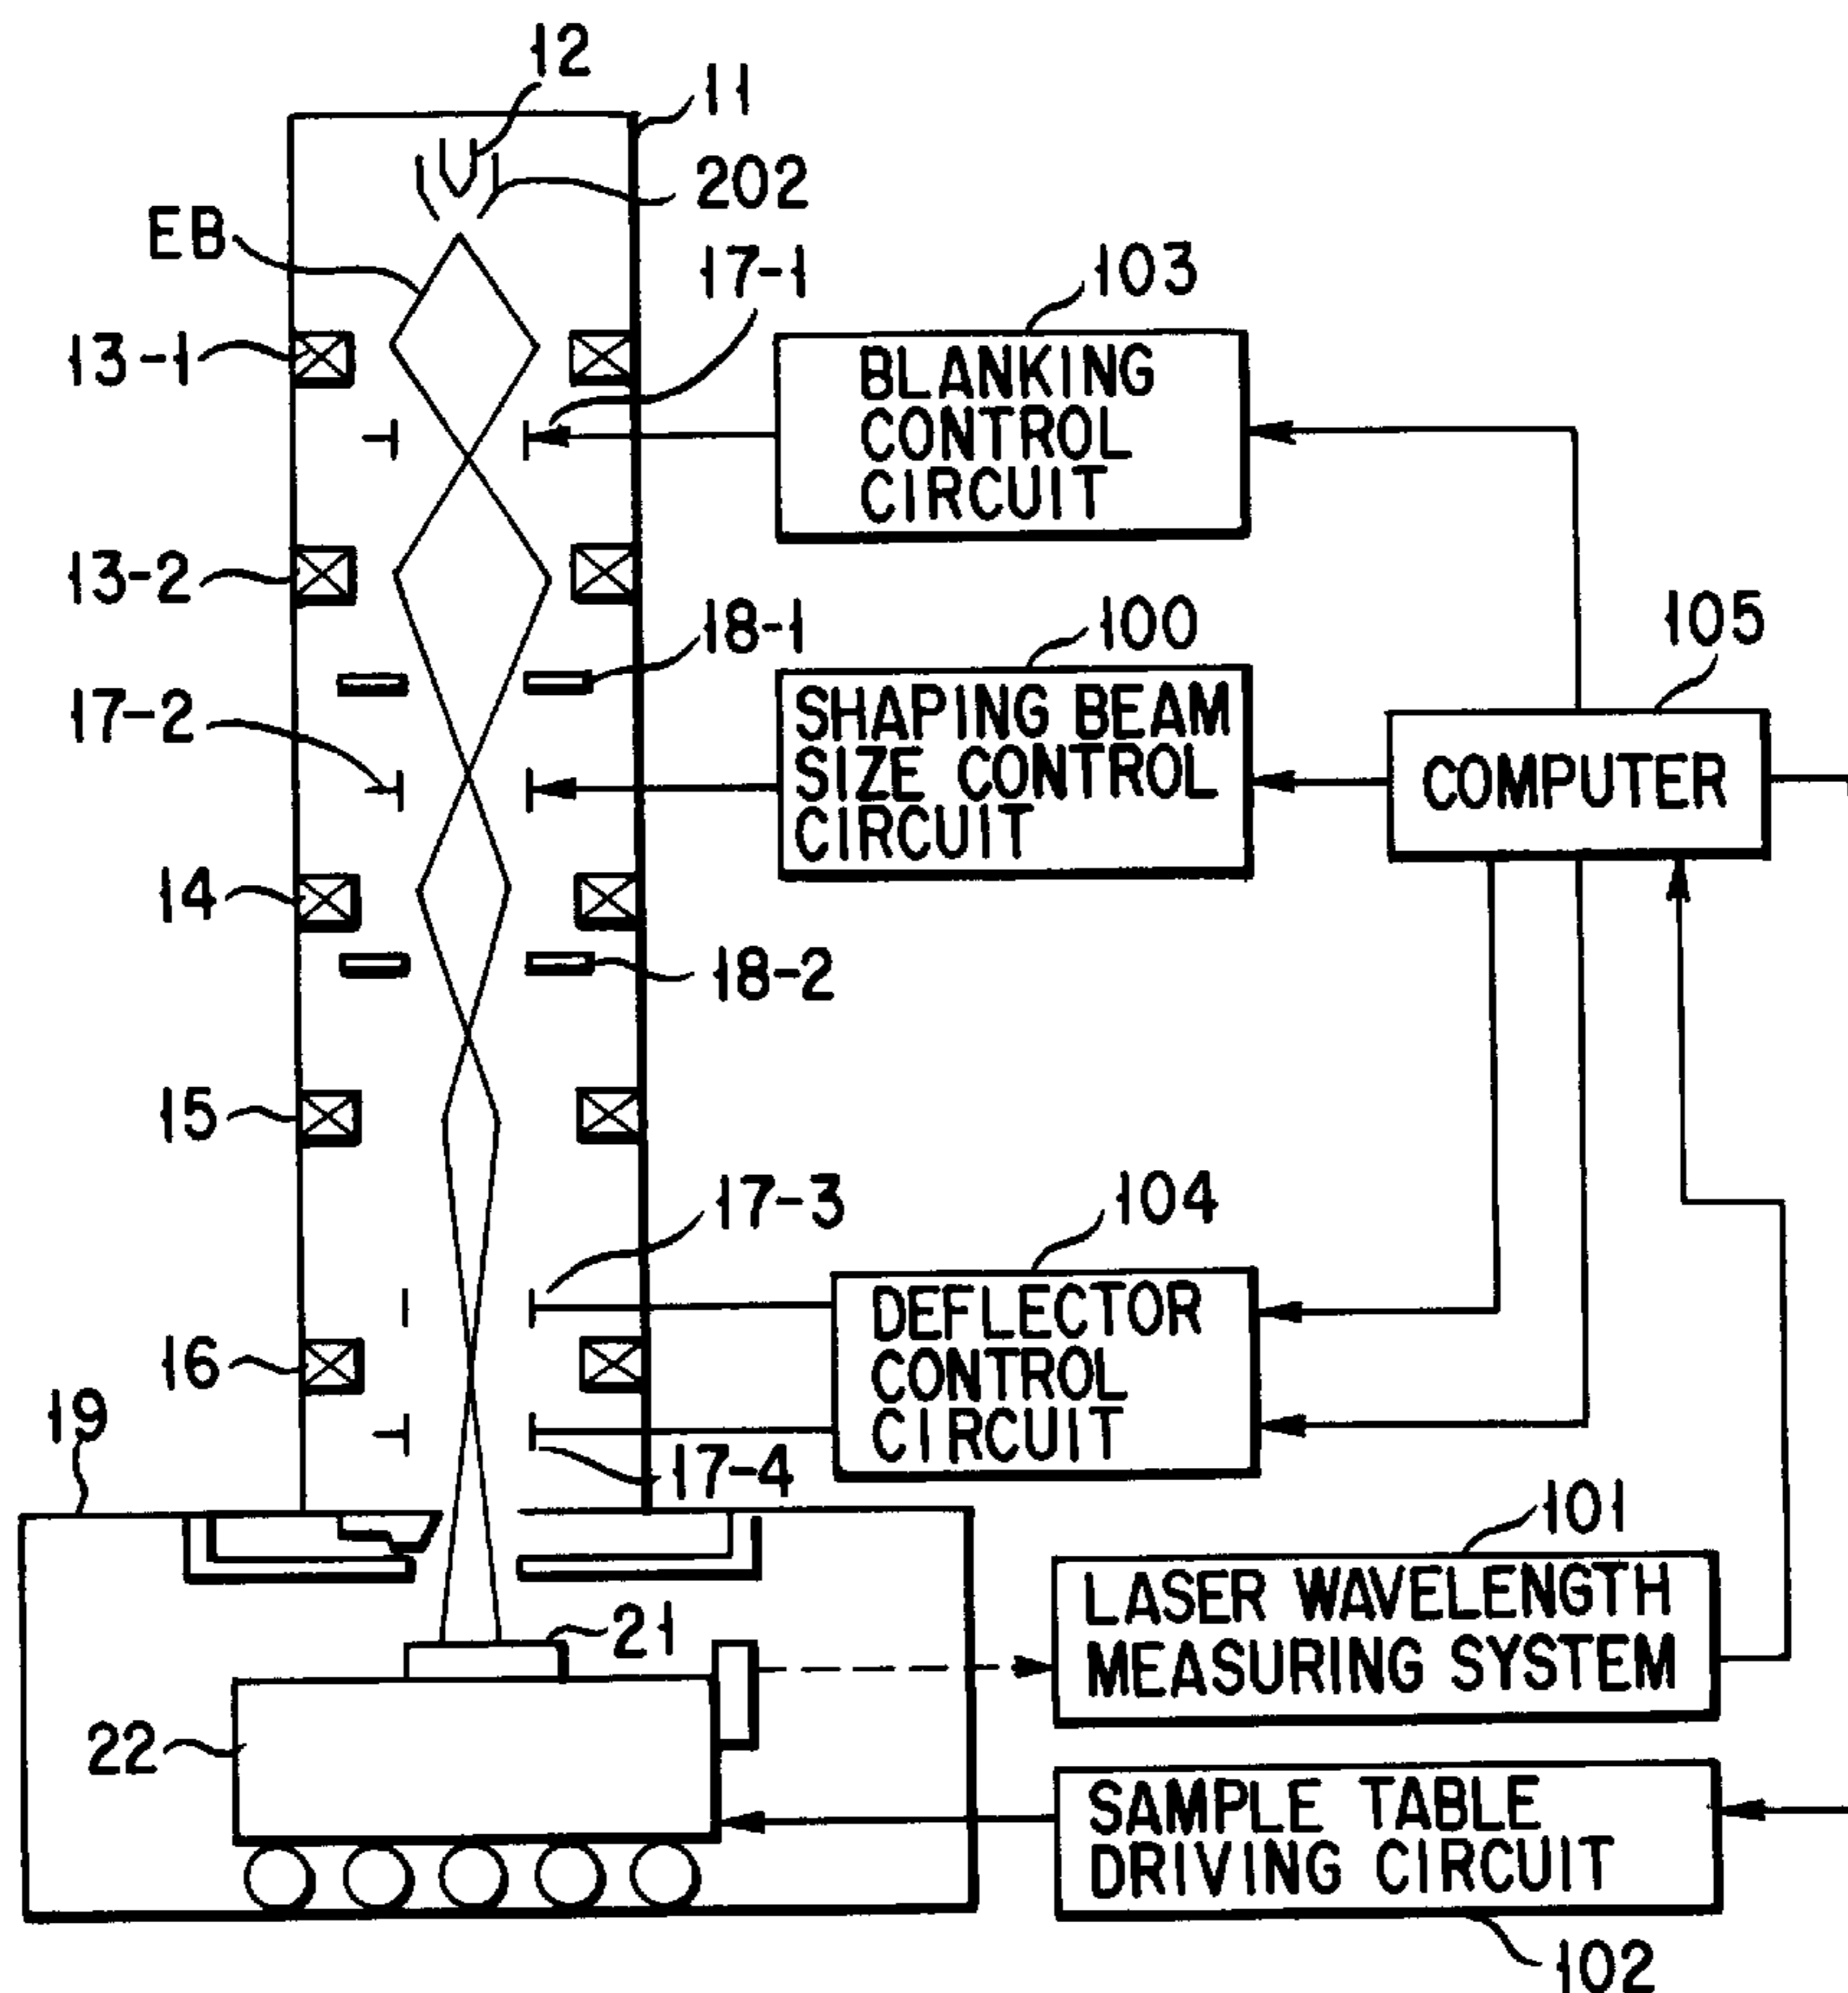 12
11
202
EB
17-1
103
13-1
BLANKING
CONTROL
CIRCUIT
13-2
18-1
100
105
17-2
SHAPING BEAM
SIZE CONTROL
CIRCUIT
COMPUTER
14
18-2
15
17-3
104
DEFLECTOR
CONTROL
CIRCUIT
16
19
17-4
101
LASER WAVELENGTH
MEASURING SYSTEM
21
22
SAMPLE TABLE
DRIVING CIRCUIT
102